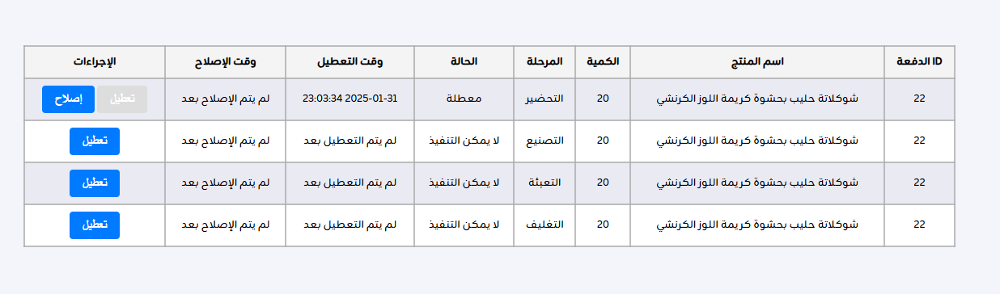 ID الدفعة اسم المنتج الكمية المرحلة الحالة وقت التعطيل وقت الإصلاح الإجراءات
22 شوكلاتة حليب بحشوة كريمة اللوز الكرنشي 20 التحضير معطلة 2025-01-31 23:03:34 لم يتم الإصلاح بعد تعطيل إصلاح
22 شوكلاتة حليب بحشوة كريمة اللوز الكرنشي 20 التصنيع لا يمكن التنفيذ لم يتم التعطيل بعد لم يتم الإصلاح بعد تعطيل
22 شوكلاتة حليب بحشوة كريمة اللوز الكرنشي 20 التعبئة لا يمكن التنفيذ لم يتم التعطيل بعد لم يتم الإصلاح بعد تعطيل
22 شوكلاتة حليب بحشوة كريمة اللوز الكرنشي 20 التغليف لا يمكن التنفيذ لم يتم التعطيل بعد لم يتم الإصلاح بعد تعطيل